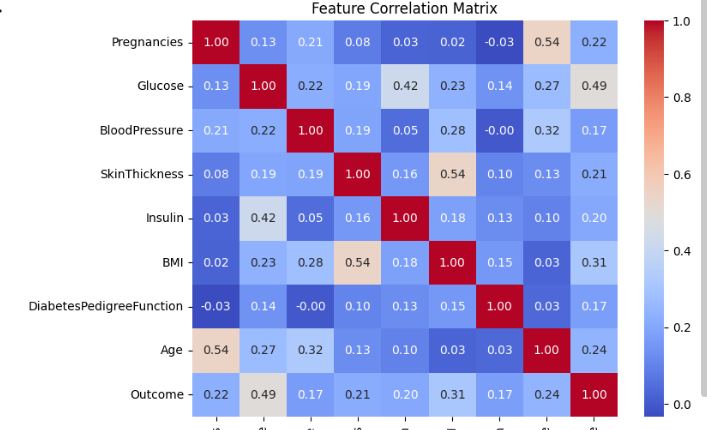 Feature Correlation Matrix
Pregnancies 1.00 0.13 0.21 0.08 0.03 0.02 -0.03 0.54 0.22
Glucose 0.13 1.00 0.22 0.19 0.42 0.23 0.14 0.27 0.49
BloodPressure 0.21 0.22 1.00 0.19 0.05 0.28 -0.00 0.32 0.17
SkinThickness 0.08 0.19 0.19 1.00 0.16 0.54 0.10 0.13 0.21
Insulin 0.03 0.42 0.05 0.16 1.00 0.18 0.13 0.10 0.20
BMI 0.02 0.23 0.28 0.54 0.18 1.00 0.15 0.03 0.31
DiabetesPedigreeFunction -0.03 0.14 -0.00 0.10 0.13 0.15 1.00 0.03 0.17
Age 0.54 0.27 0.32 0.13 0.10 0.03 0.03 1.00 0.24
Outcome 0.22 0.49 0.17 0.21 0.20 0.31 0.17 0.24 1.00
1.0
0.8
0.6
0.4
0.2
0.0